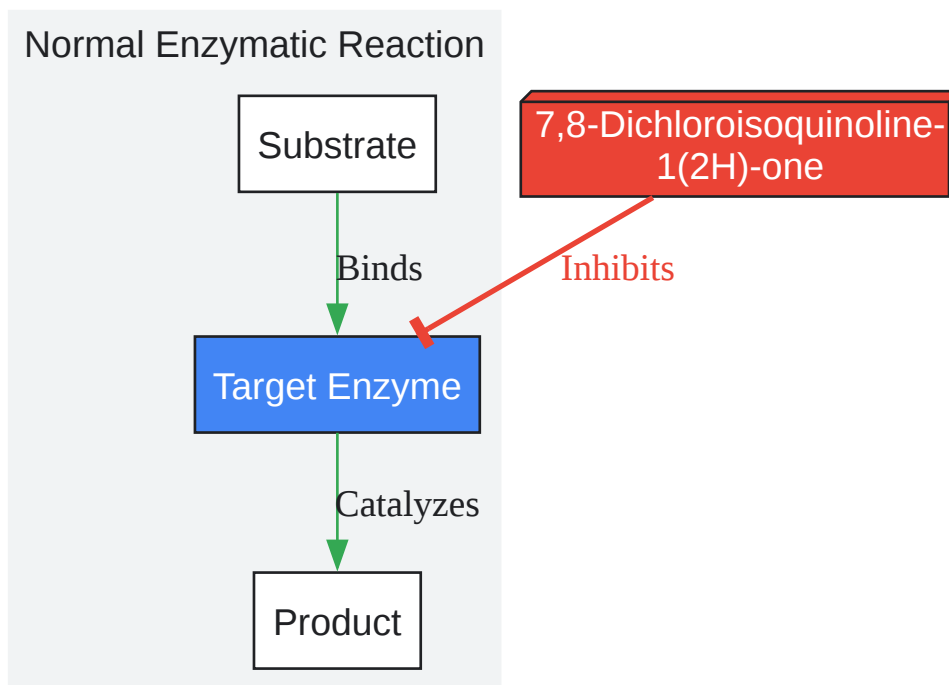 Normal Enzymatic Reaction
Substrate
7,8-Dichloroisoquinoline-
1(2H)-one
Binds
Inhibits
Target Enzyme
Catalyzes
Product